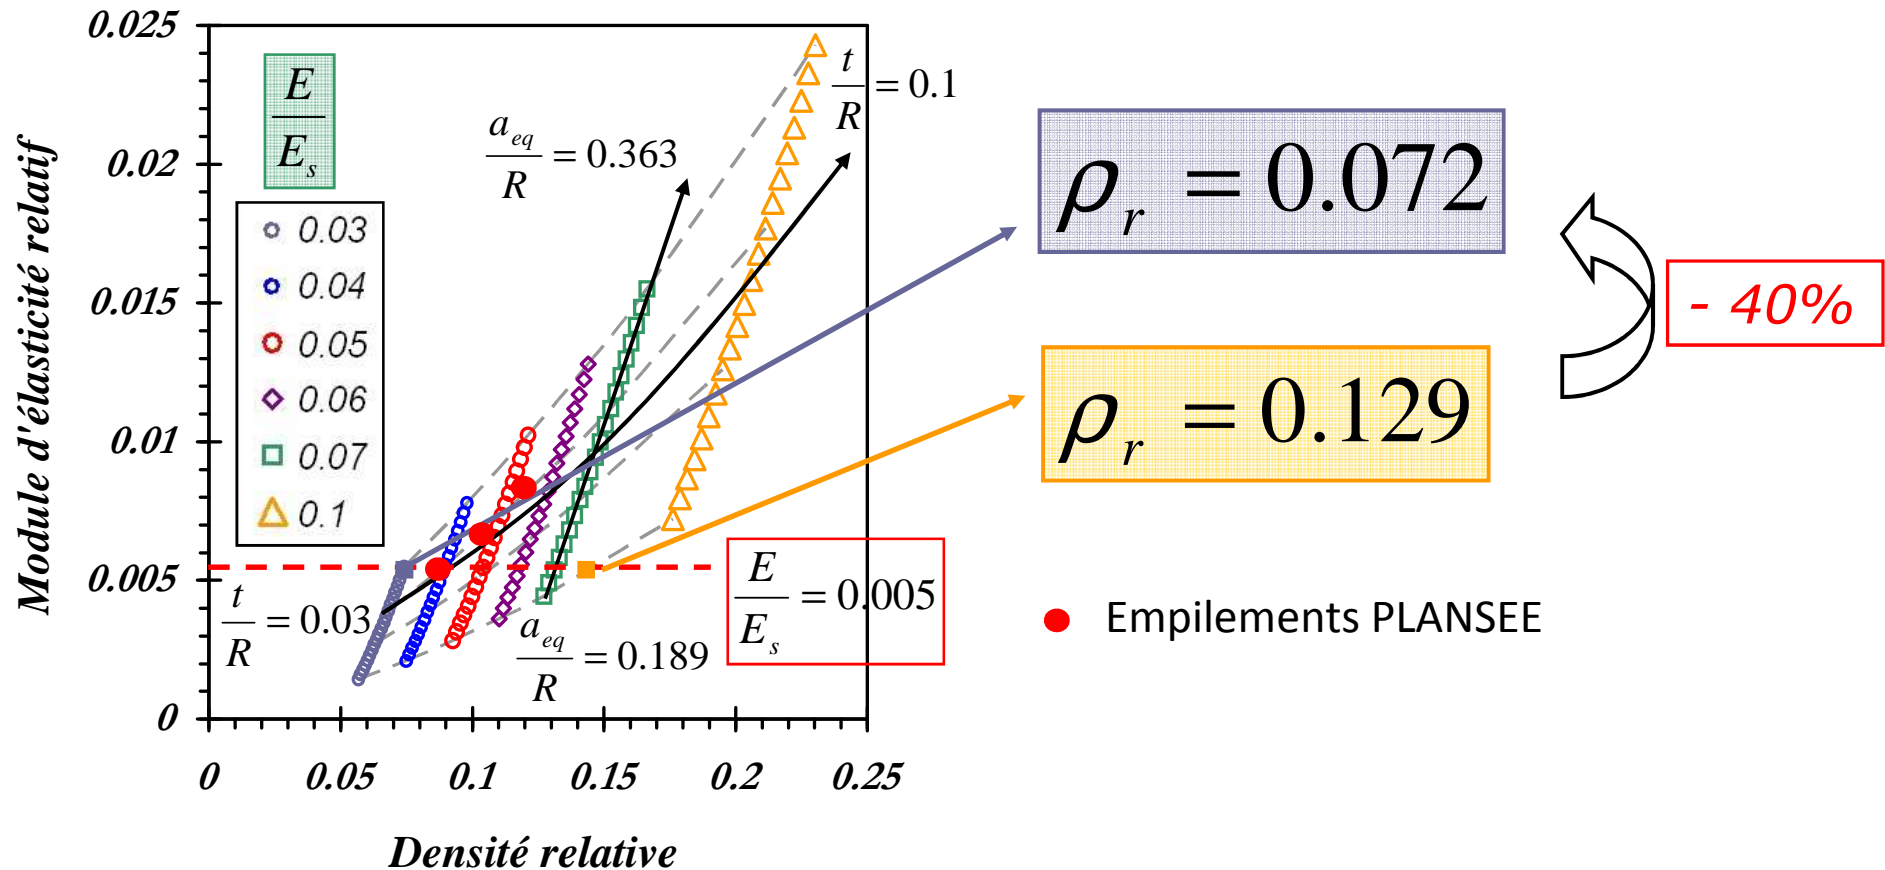 Module d'élasticité relatif
0.025
0.02
0.015
0.01
0.005
0
0
0.05
0.1
0.15
0.2
0.25
Densité relative
E
E_s
0.03
0.04
0.05
0.06
0.07
0.1
a_eq/R = 0.363
t/R = 0.1
t/R = 0.03
a_eq/R = 0.189
E/E_s = 0.005
ρ_r = 0.072
ρ_r = 0.129
- 40%
Empilements PLANSEE